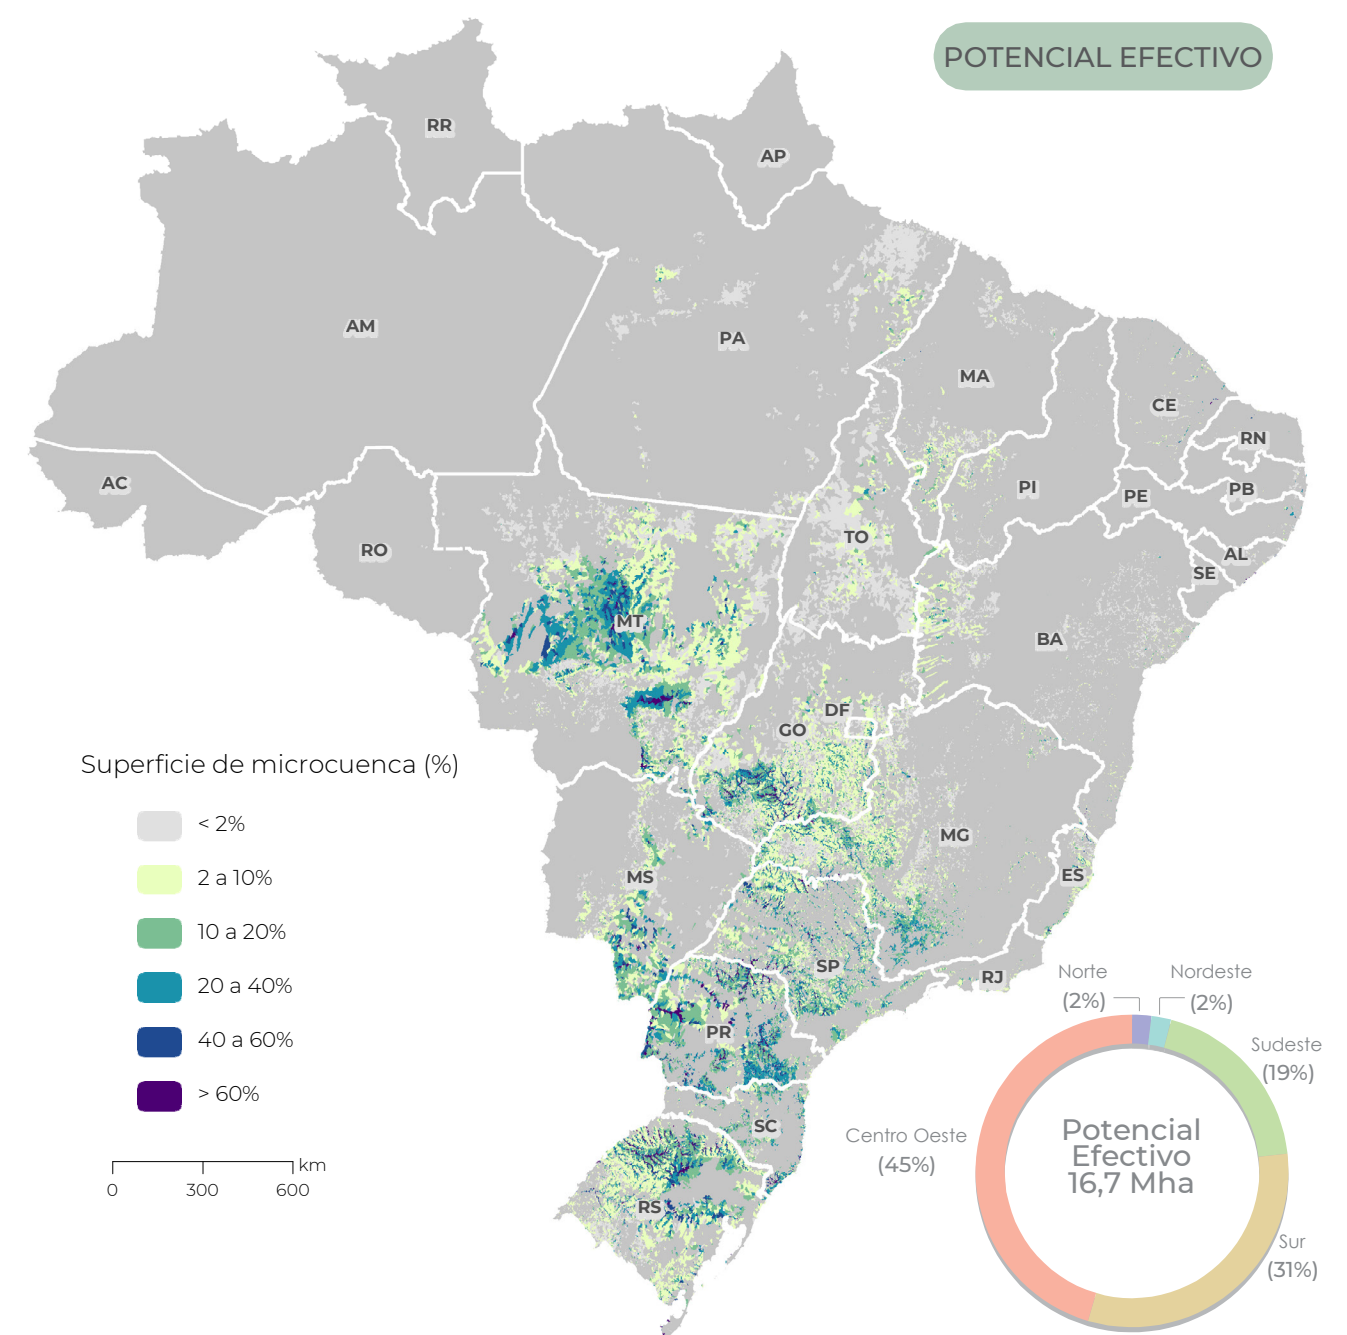 POTENCIAL EFECTIVO
RR
AP
AM
PA
MA
CE
RN
AC
PI
PE
PB
RO
TO
AL
SE
MT
BA
DF
GO
Superficie de microcuenca (%)
< 2%
2 a 10%
10 a 20%
20 a 40%
40 a 60%
> 60%
km
0 300 600
MG
MS
ES
SP
RJ
PR
SC
RS
Norte
(2%)
Nordeste
(2%)
Sudeste
(19%)
Centro Oeste
(45%)
Potencial
Efectivo
16,7 Mha
Sur
(31%)